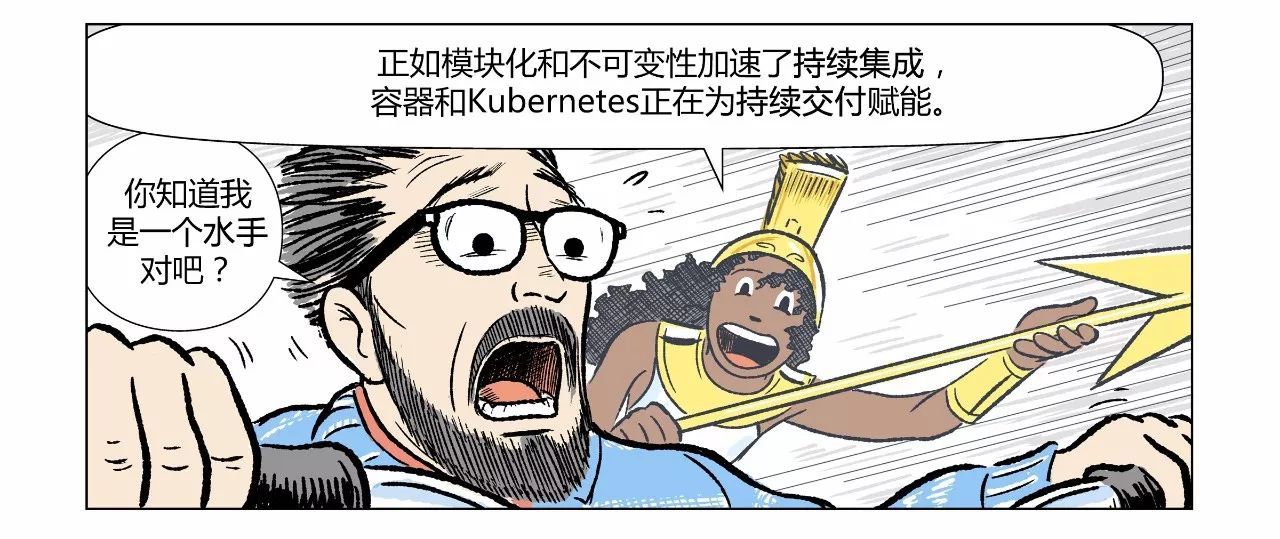 正如模块化和不可变性加速了持续集成，
容器和Kubernetes正在为持续交付赋能。
你知道我
是一个水手
对吧？